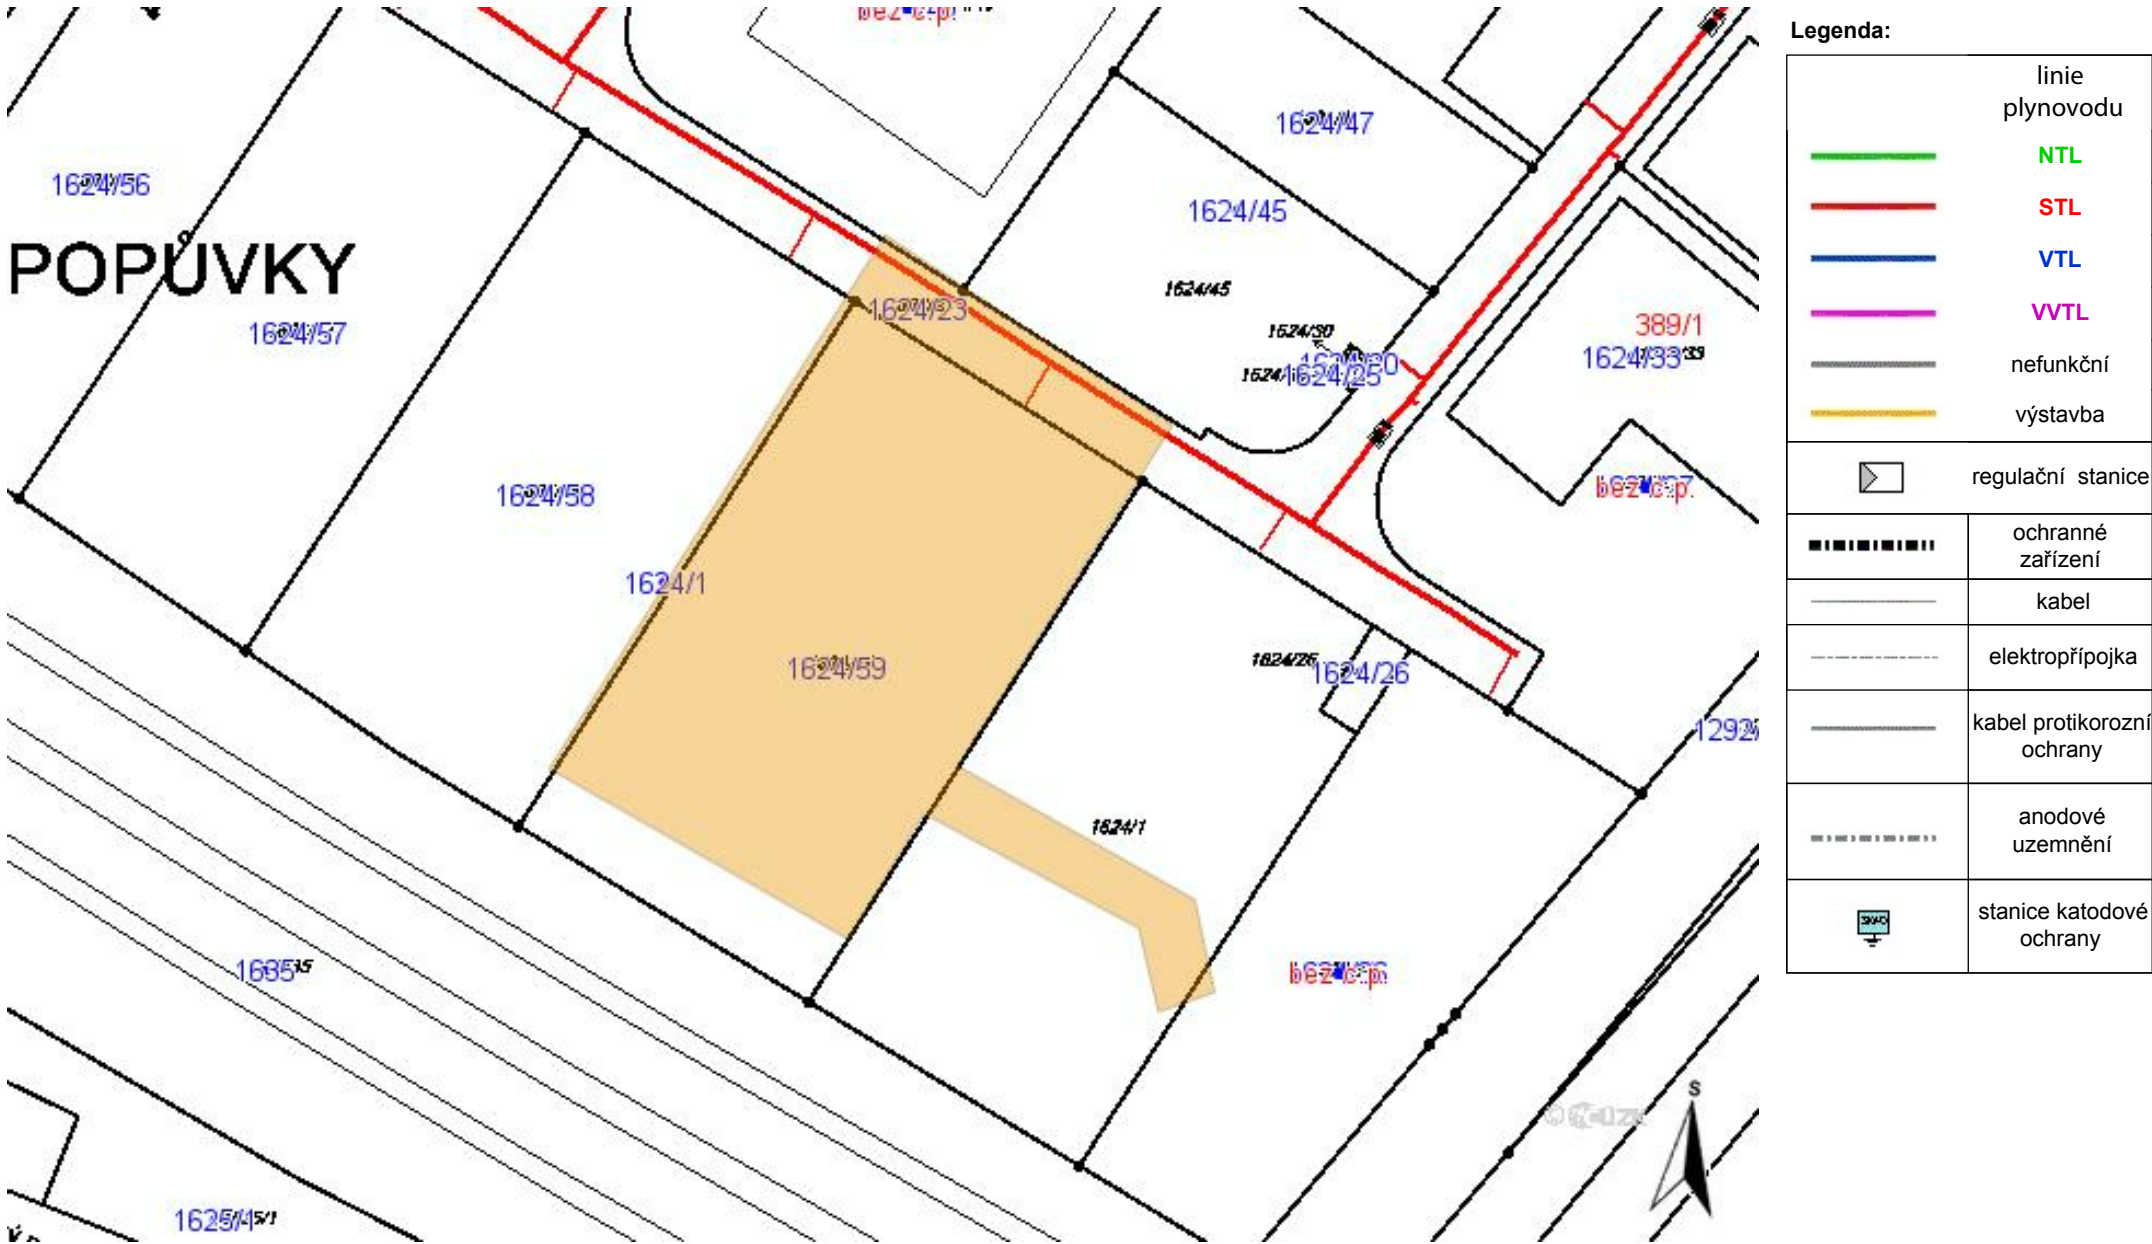 1624/47
1624/56
1624/45
POPŮVKY
1624/45
1624/23
389/1
1624/57
1624/30
1624/33
1624/25
1624/58
bez č.p.
1624/1
1624/59
1624/26
1624/26
1624/1
1635
1625/1
S
Legenda:
linie
plynovodu
NTL
STL
VTL
VVTL
nefunkční
výstavba
regulační stanice
ochranné
zařízení
kabel
elektropřípojka
kabel protikorozní
ochrany
anodové
uzemnění
stanice katodové
ochrany